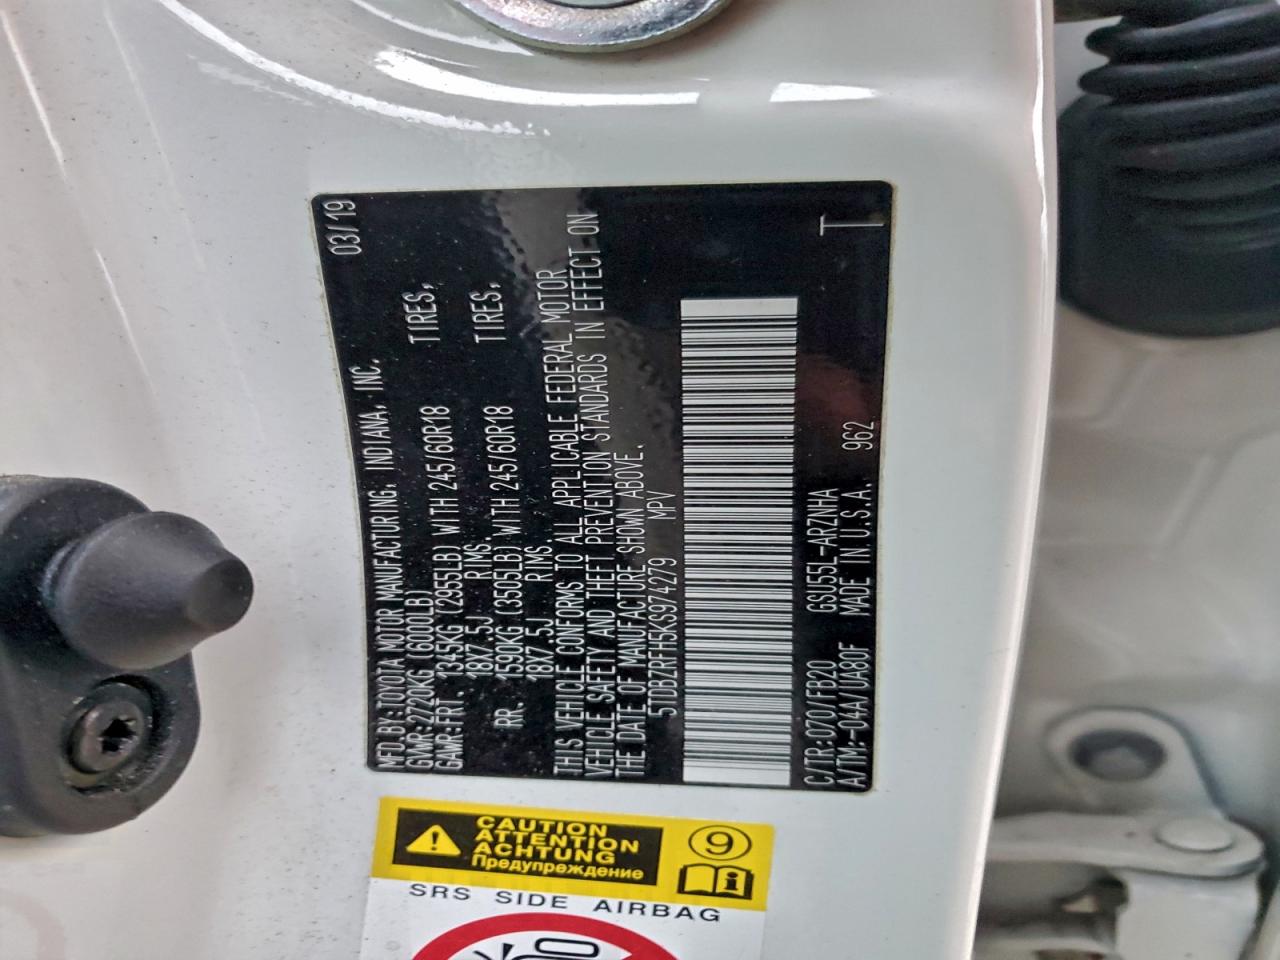 03/19
MFD BY: TOYOTA MOTOR MANUFACTURING, INDIANA, INC.
GVWR: 2720KG (6000LB)
GAWR: FRT. 1345KG (2955LB) WITH 245/60R18 TIRES,
18X7.5J RIMS.
RR. 1590KG (3505LB) WITH 245/60R18 TIRES,
18X7.5J RIMS
THIS VEHICLE CONFORMS TO ALL APPLICABLE FEDERAL MOTOR
VEHICLE SAFETY AND THEFT PREVENTION STANDARDS IN EFFECT ON
THE DATE OF MANUFACTURE SHOWN ABOVE.
5TDBZRFH5KS974279 MPV
C/TR: 070/FB20 GSU55L-ARZNHA T
A/TM: -04A/UA80F MADE IN U.S.A. 962
CAUTION
ATTENTION
ACHTUNG
Предупреждение
9
i
SRS SIDE AIRBAG